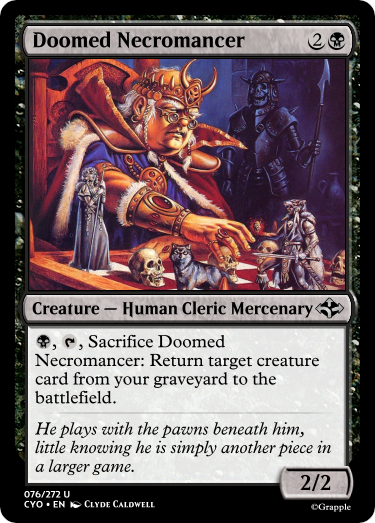 Doomed Necromancer 2
Creature — Human Cleric Mercenary
, , Sacrifice Doomed
Necromancer: Return target creature
card from your graveyard to the
battlefield.
He plays with the pawns beneath him,
little knowing he is simply another piece in
a larger game.
2/2
076/272 U
CYO • EN Clyde Caldwell
©Grapple